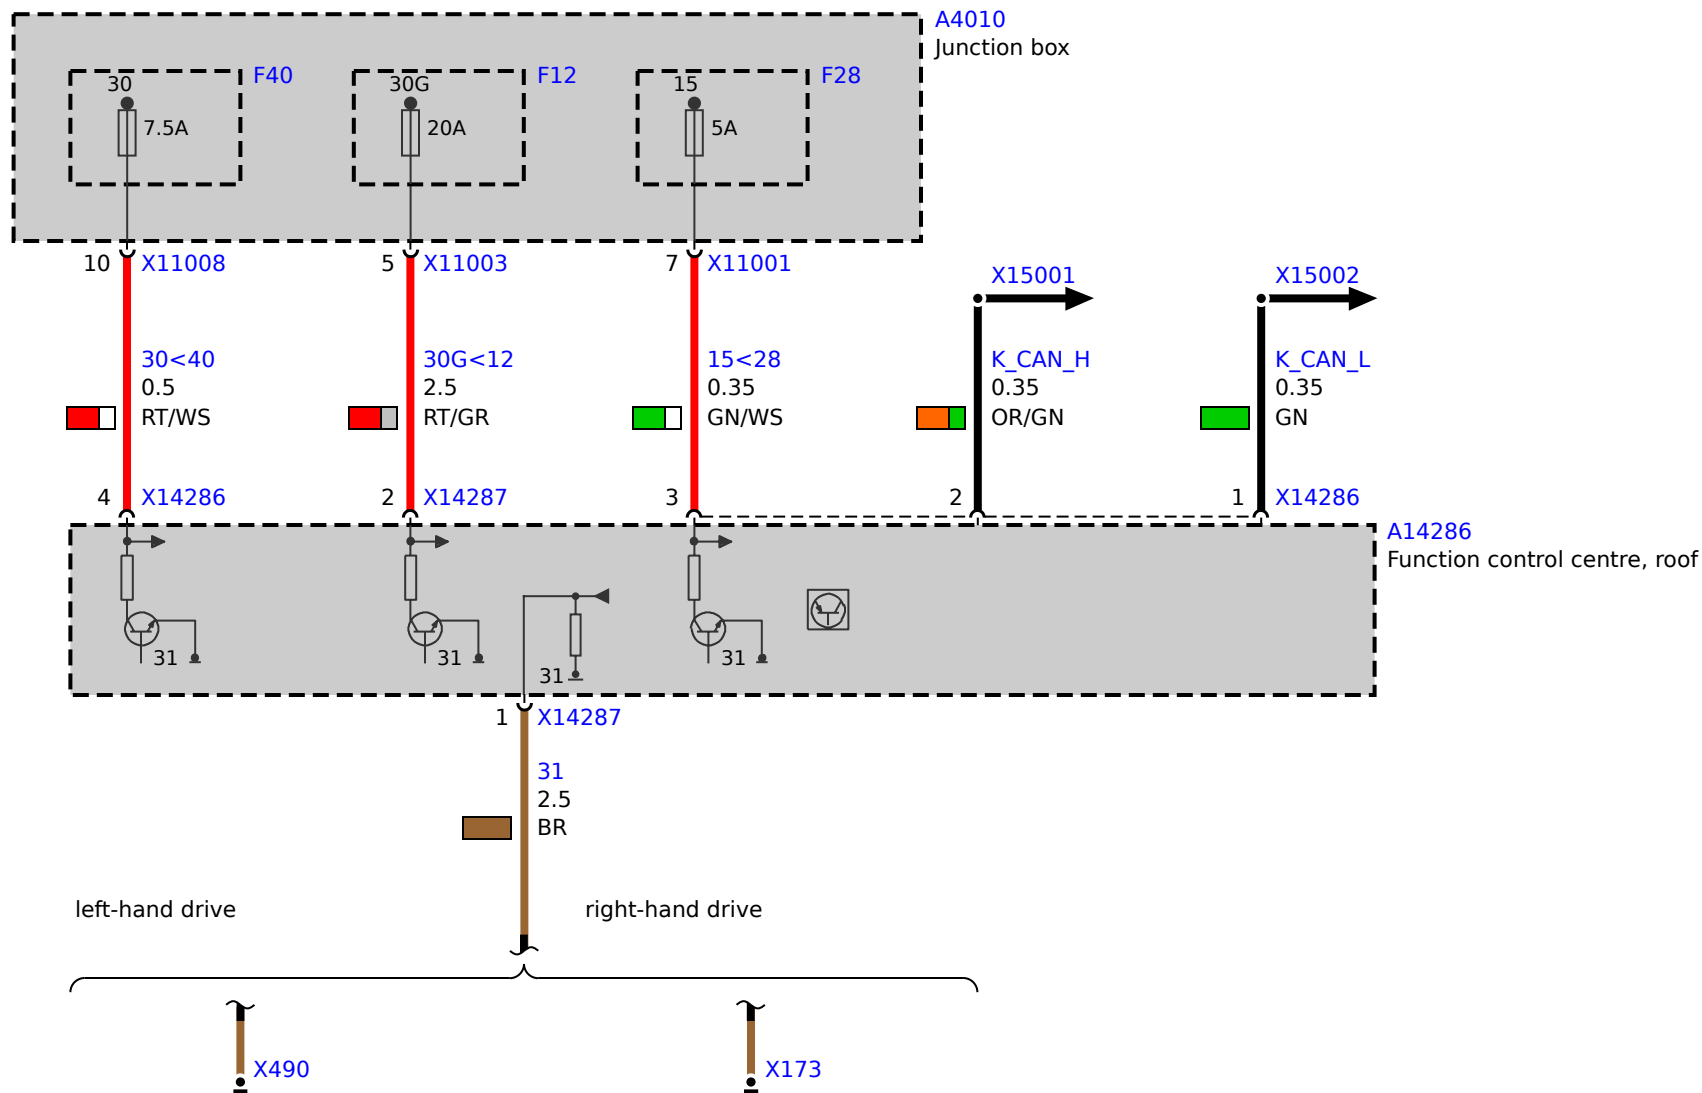 A4010
Junction box
30
F40
7.5A
30G
F12
20A
15
F28
5A
10 X11008
5 X11003
7 X11001
X15001
X15002
30<40
0.5
RT/WS
30G<12
2.5
RT/GR
15<28
0.35
GN/WS
K_CAN_H
0.35
OR/GN
K_CAN_L
0.35
GN
4 X14286
2 X14287
3
2
1 X14286
A14286
Function control centre, roof
31
31
31
31
1 X14287
31
2.5
BR
left-hand drive
right-hand drive
X490
X173